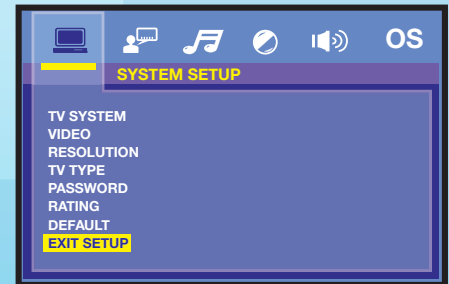 OS
SYSTEM SETUP
TV SYSTEM
VIDEO
RESOLUTION
TV TYPE
PASSWORD
RATING
DEFAULT
EXIT SETUP